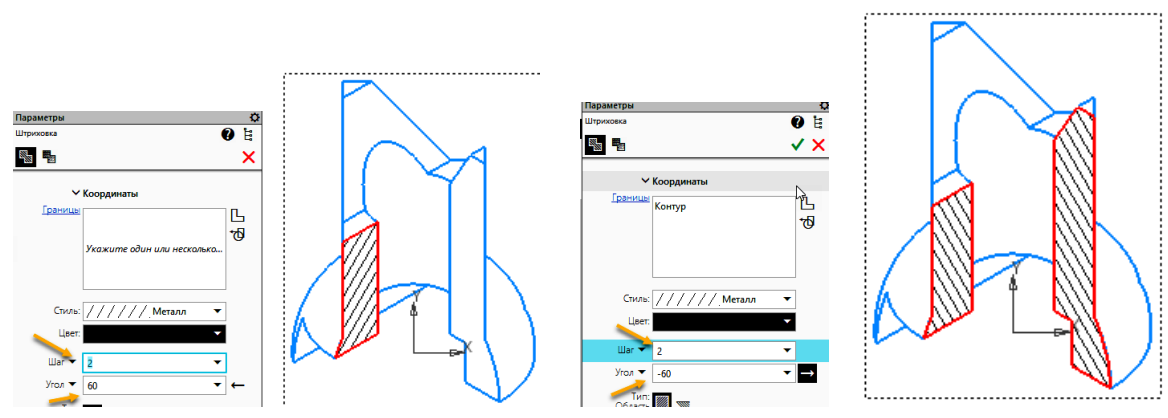 Параметры
Штриховка
Координаты
Границы
Укажите один или несколько...
Стиль: Металл
Цвет:
Шаг 2
Угол 60
Y
X
Параметры
Штриховка
Координаты
Границы
Контур
Стиль: Металл
Цвет:
Шаг 2
Угол -60
Тип:
Область
Y